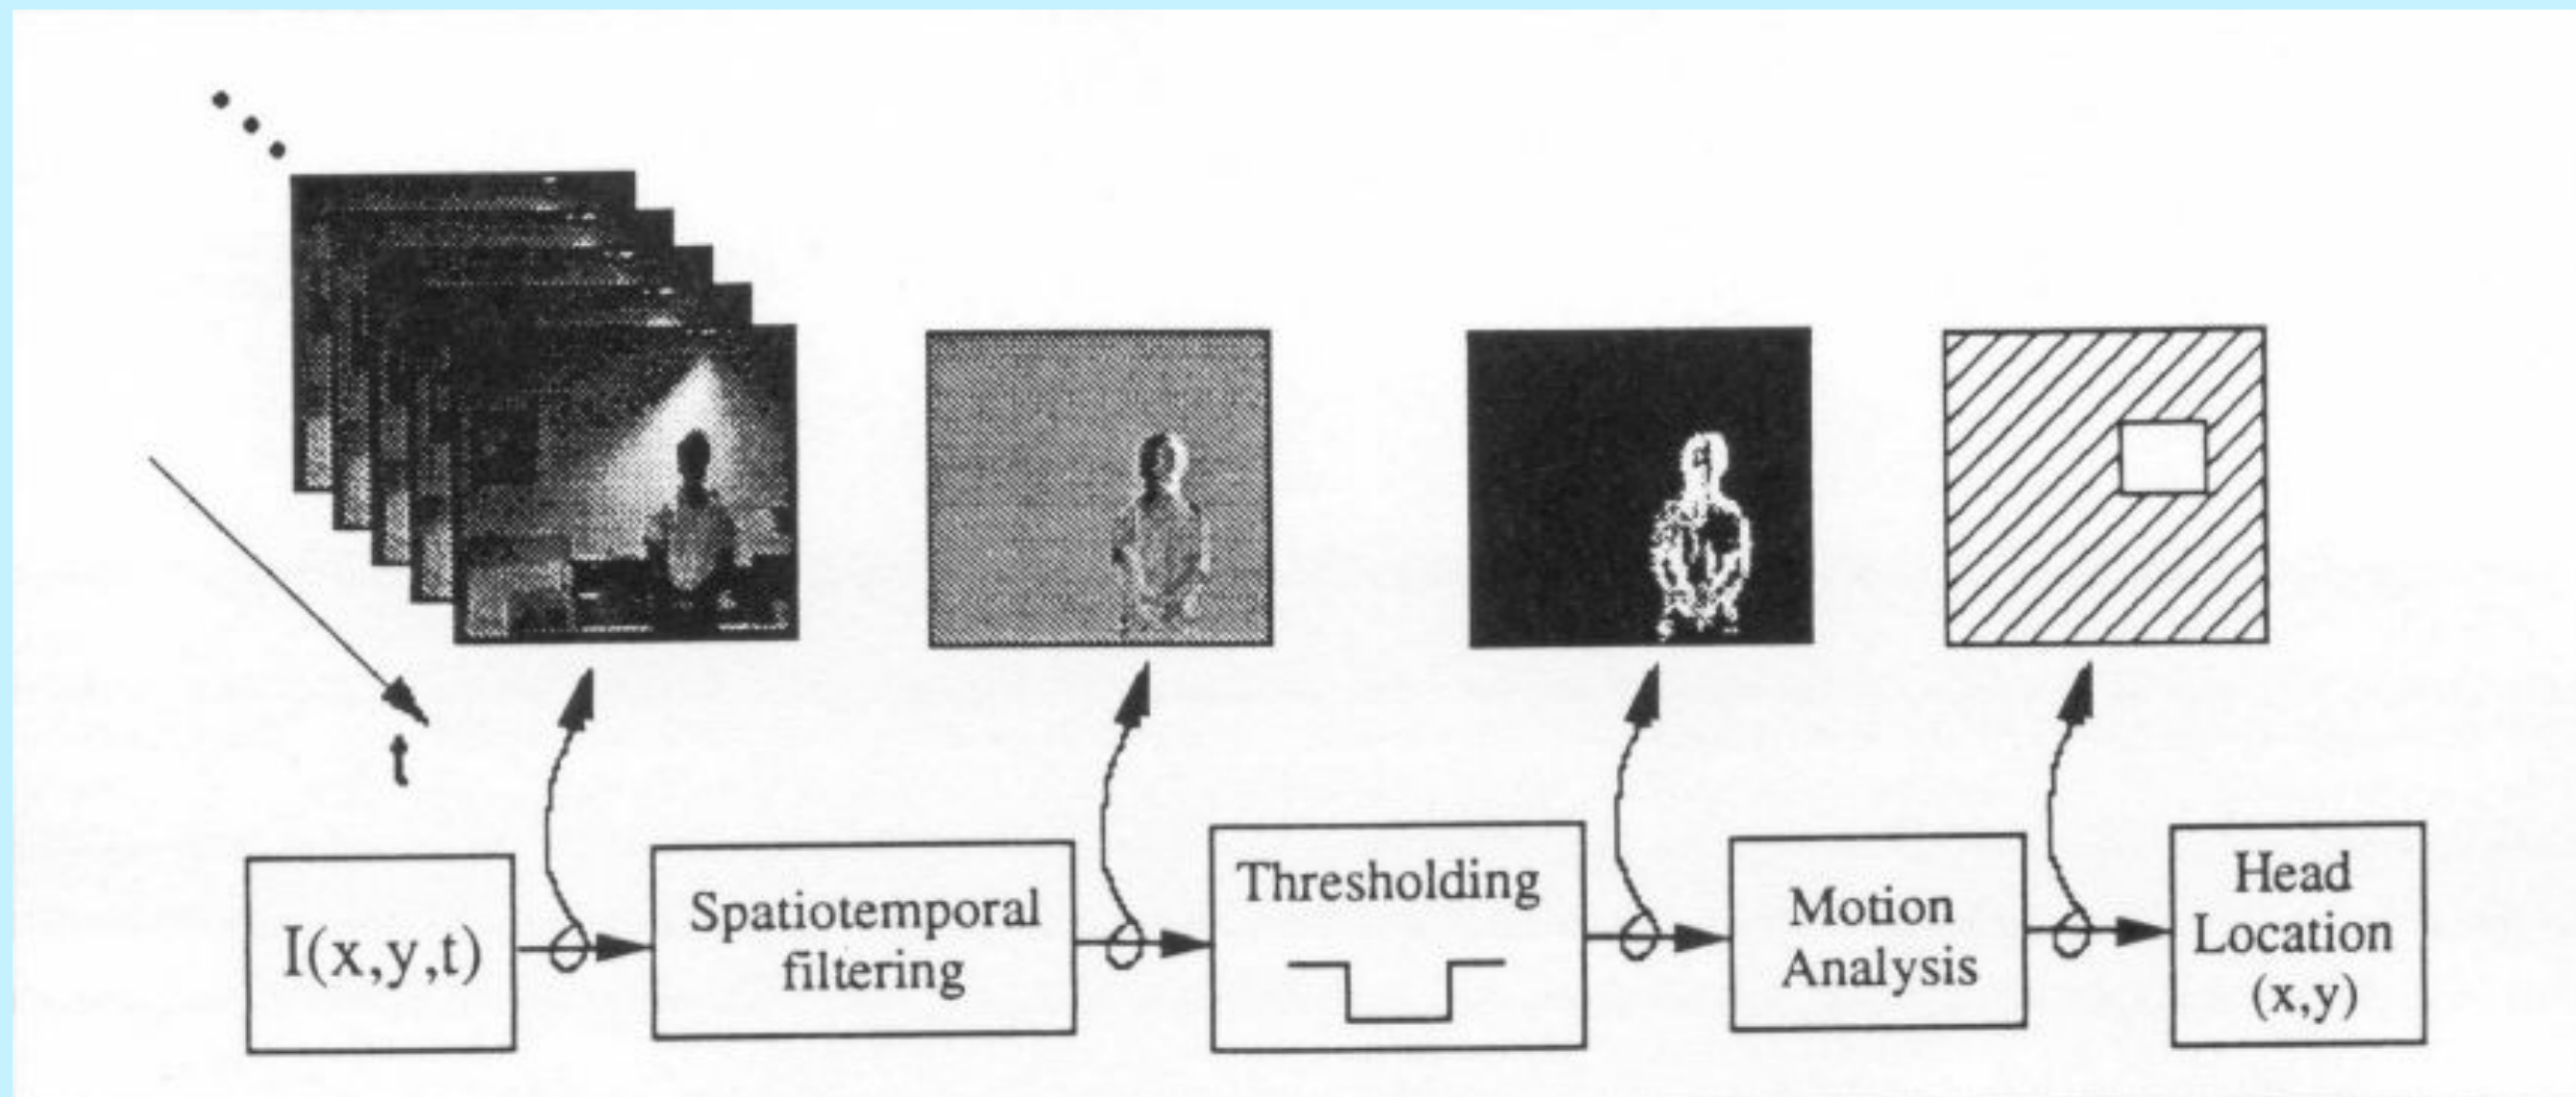 t
I(x,y,t)
Spatiotemporal
filtering
Thresholding
Motion
Analysis
Head
Location
(x,y)